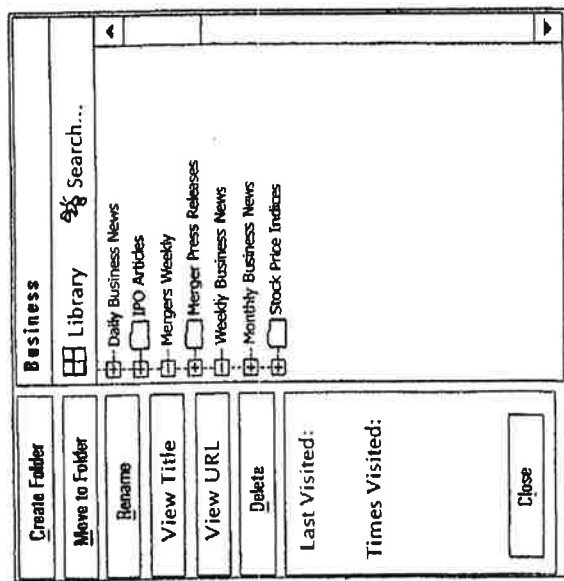 Create Folder
Move to Folder
Rename
View Title
View URL
Delete
Last Visited:
Times Visited:
Close
Business
Library
Search...
Daily Business News
IPO Articles
Mergers Weekly
Merger Press Releases
Weekly Business News
Monthly Business News
Stock Price Indices